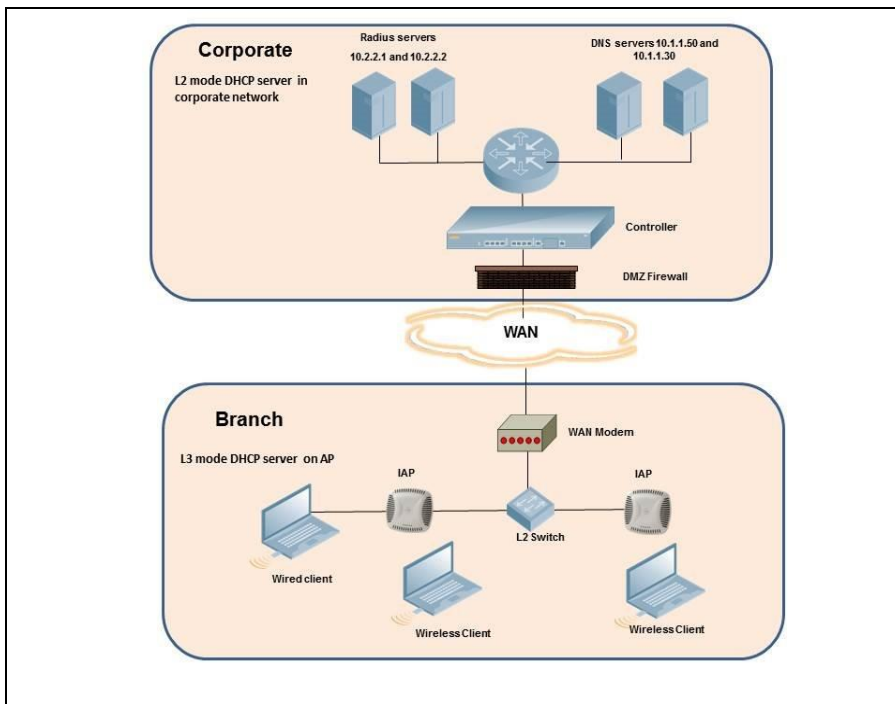 Corporate
L2 mode DHCP server in
corporate network
Radius servers
10.2.2.1 and 10.2.2.2
DNS servers 10.1.1.50 and
10.1.1.30
Controller
DMZ Firewall
WAN
Branch
L3 mode DHCP server on AP
WAN Modem
IAP
IAP
L2 Switch
Wired client
Wireless Client
Wireless Client